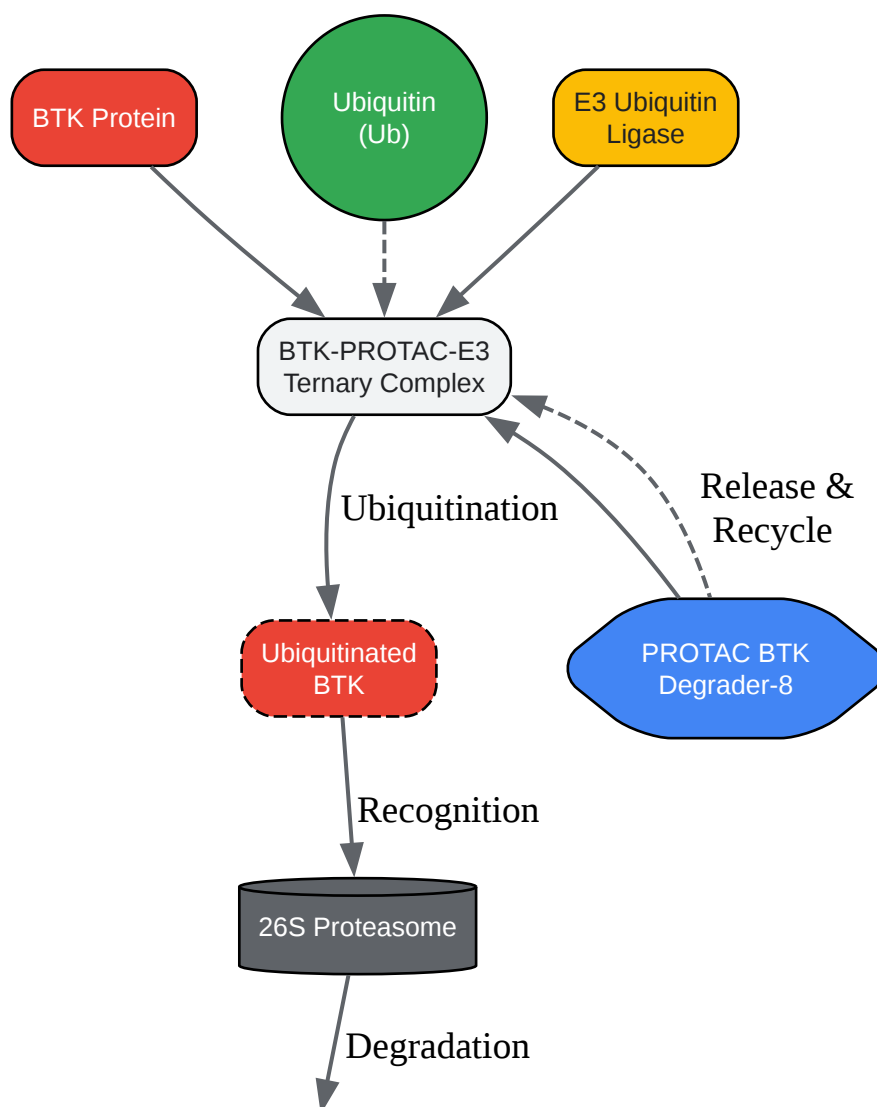 BTK Protein
Ubiquitin
(Ub)
E3 Ubiquitin
Ligase
BTK-PROTAC-E3
Ternary Complex
Ubiquitination
Release &
Recycle
Ubiquitinated
BTK
PROTAC BTK
Degrader-8
Recognition
26S Proteasome
Degradation